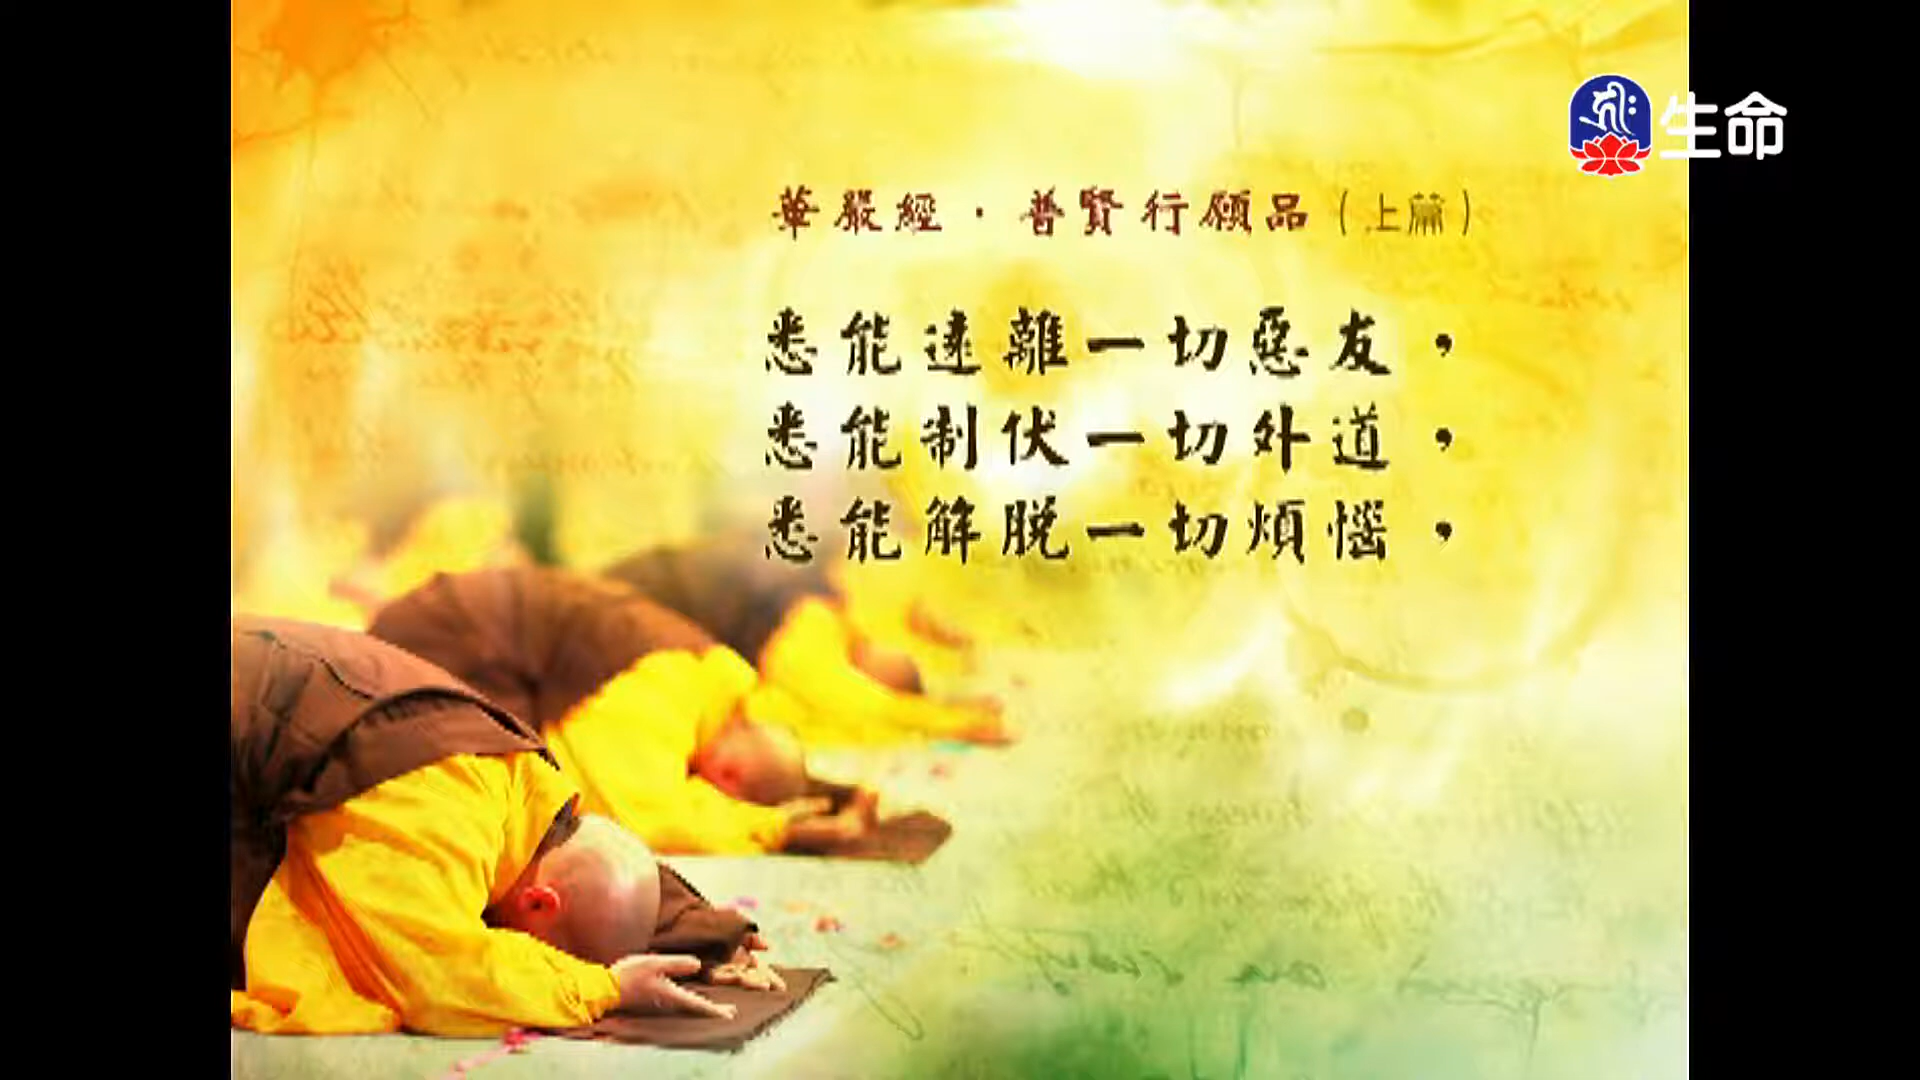 生命
華嚴經・普賢行願品(上篇)
悉能遠離一切惡友,
悉能制伏一切外道,
悉能解脫一切煩惱,